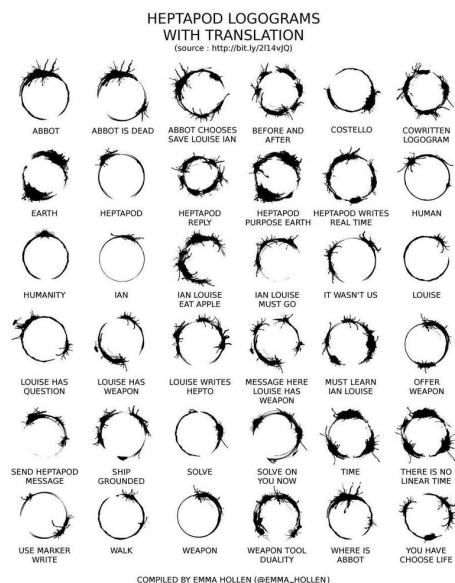 HEPTAPOD LOGOGRAMS
WITH TRANSLATION
(source : http://bit.ly/2l14vJQ)
ABBOT
ABBOT IS DEAD
ABBOT CHOOSES
SAVE LOUISE IAN
BEFORE AND
AFTER
COSTELLO
COWRITTEN
LOGOGRAM
EARTH
HEPTAPOD
HEPTAPOD
REPLY
HEPTAPOD
PURPOSE EARTH
HEPTAPOD WRITES
REAL TIME
HUMAN
HUMANITY
IAN
IAN LOUISE
EAT APPLE
IAN LOUISE
MUST GO
IT WASN'T US
LOUISE
LOUISE HAS
QUESTION
LOUISE HAS
WEAPON
LOUISE WRITES
HEPTO
MESSAGE HERE
LOUISE HAS
WEAPON
MUST LEARN
IAN LOUISE
OFFER
WEAPON
SEND HEPTAPOD
MESSAGE
SHIP
GROUNDED
SOLVE
SOLVE ON
YOU NOW
TIME
THERE IS NO
LINEAR TIME
USE MARKER
WRITE
WALK
WEAPON
WEAPON TOOL
DUALITY
WHERE IS
ABBOT
YOU HAVE
CHOOSE LIFE
COMPILED BY EMMA HOLLEN (@EMMA_HOLLEN)